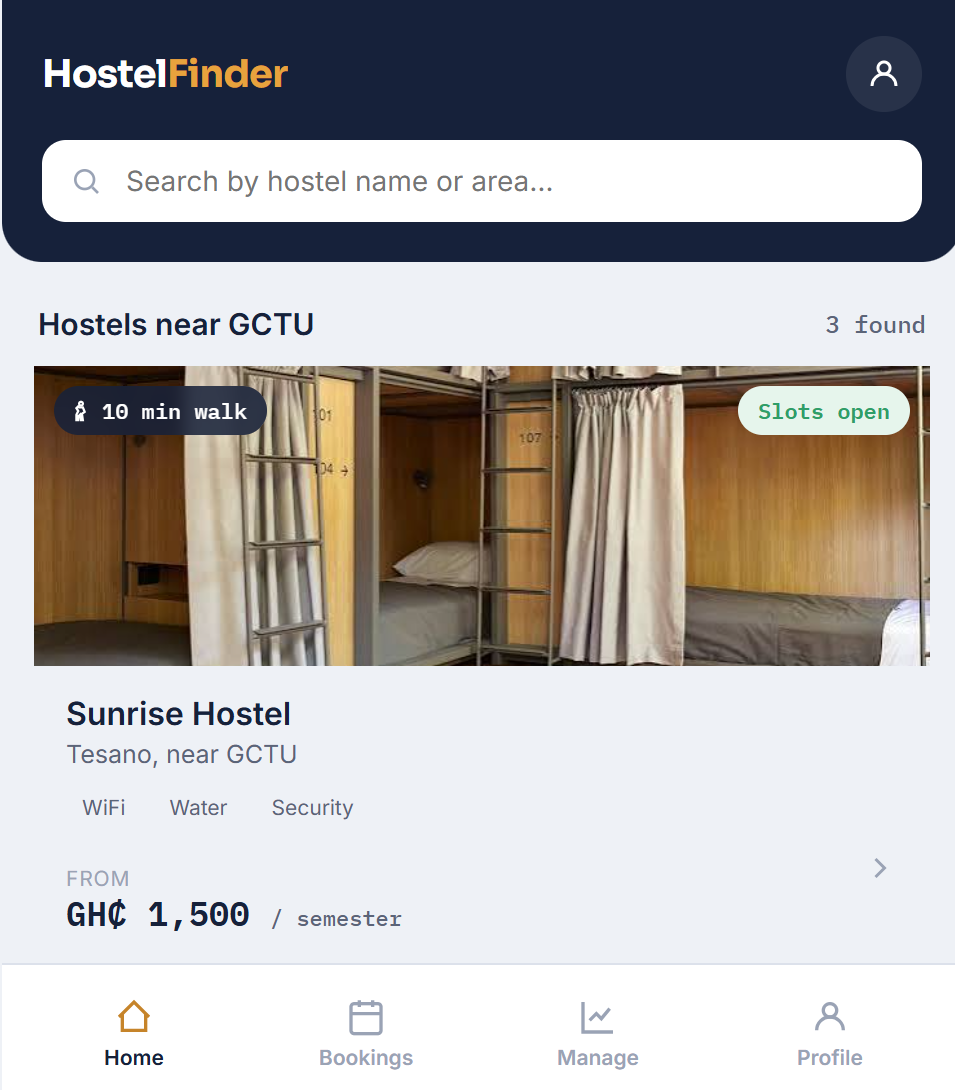 HostelFinder
Search by hostel name or area...
Hostels near GCTU
3 found
10 min walk
Slots open
101
104 →
107
Sunrise Hostel
Tesano, near GCTU
WiFi Water Security
FROM
GH₵ 1,500 / semester
Home Bookings Manage Profile